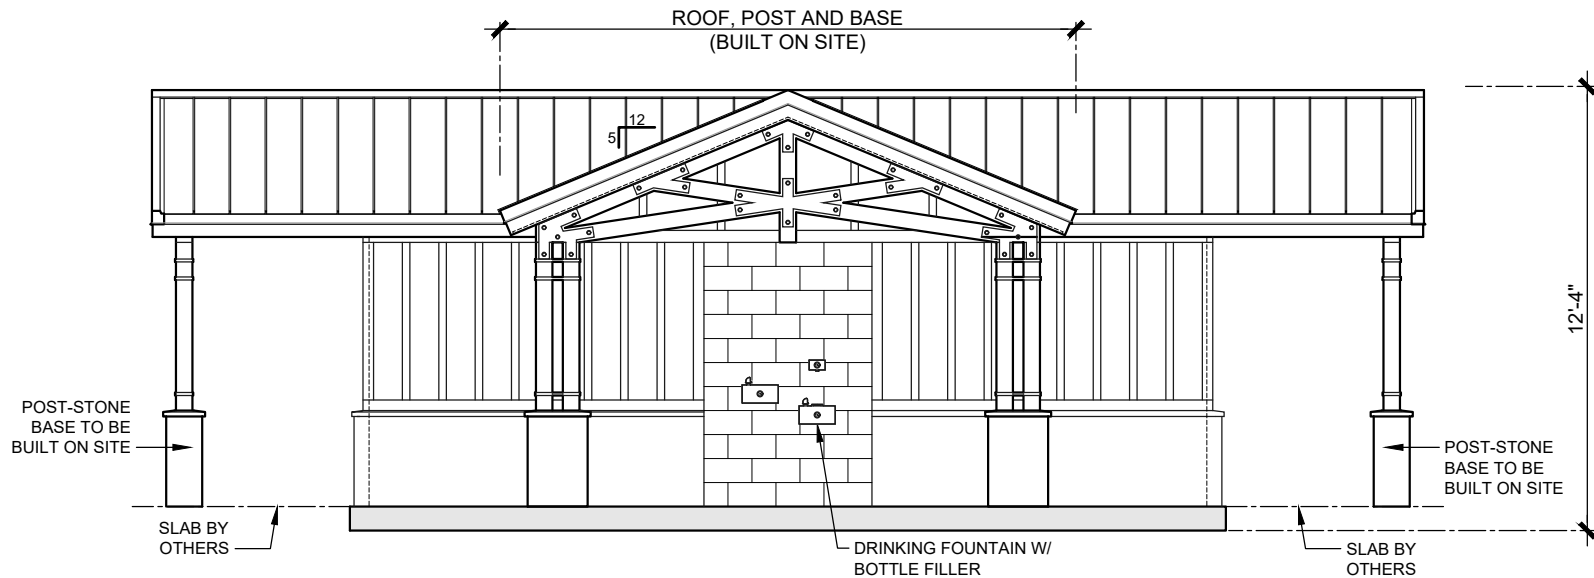 ROOF, POST AND BASE
(BUILT ON SITE)
12
5
12'-4"
POST-STONE
BASE TO BE
BUILT ON SITE
POST-STONE
BASE TO BE
BUILT ON SITE
SLAB BY
OTHERS
DRINKING FOUNTAIN W/
BOTTLE FILLER
SLAB BY
OTHERS